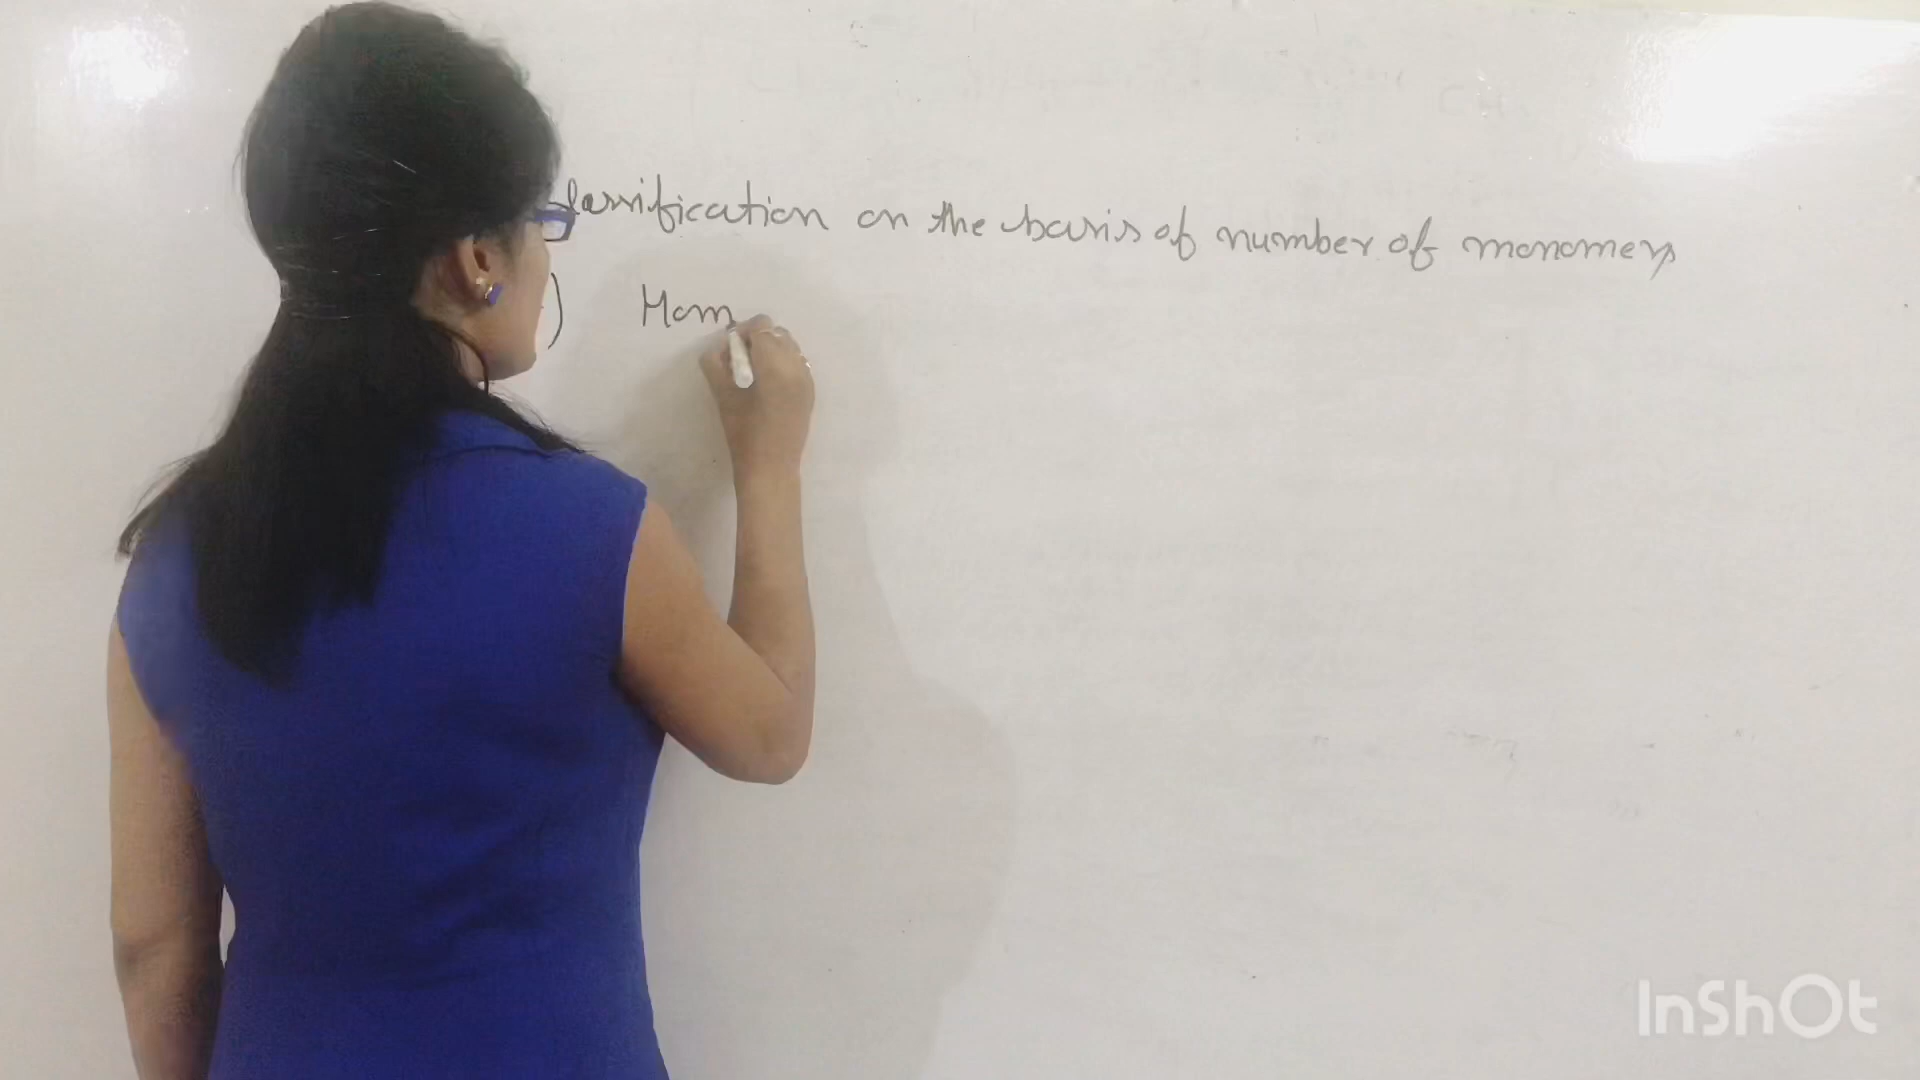 lassification on the basis of number of monomers
) Hom
InShOt